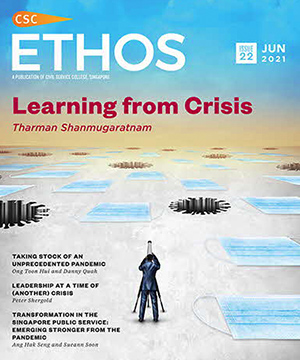 CSC
ETHOS
A PUBLICATION OF CIVIL SERVICE COLLEGE, SINGAPORE
ISSUE
22
JUN
2021
Learning from Crisis
Tharman Shanmugaratnam
TAKING STOCK OF AN
UNPRECEDENTED PANDEMIC
Ong Toon Hui and Danny Quah
LEADERSHIP AT A TIME OF
(ANOTHER) CRISIS
Peter Shergold
TRANSFORMATION IN THE
SINGAPORE PUBLIC SERVICE:
EMERGING STRONGER FROM THE
PANDEMIC
Ang Hak Seng and Sueann Soon